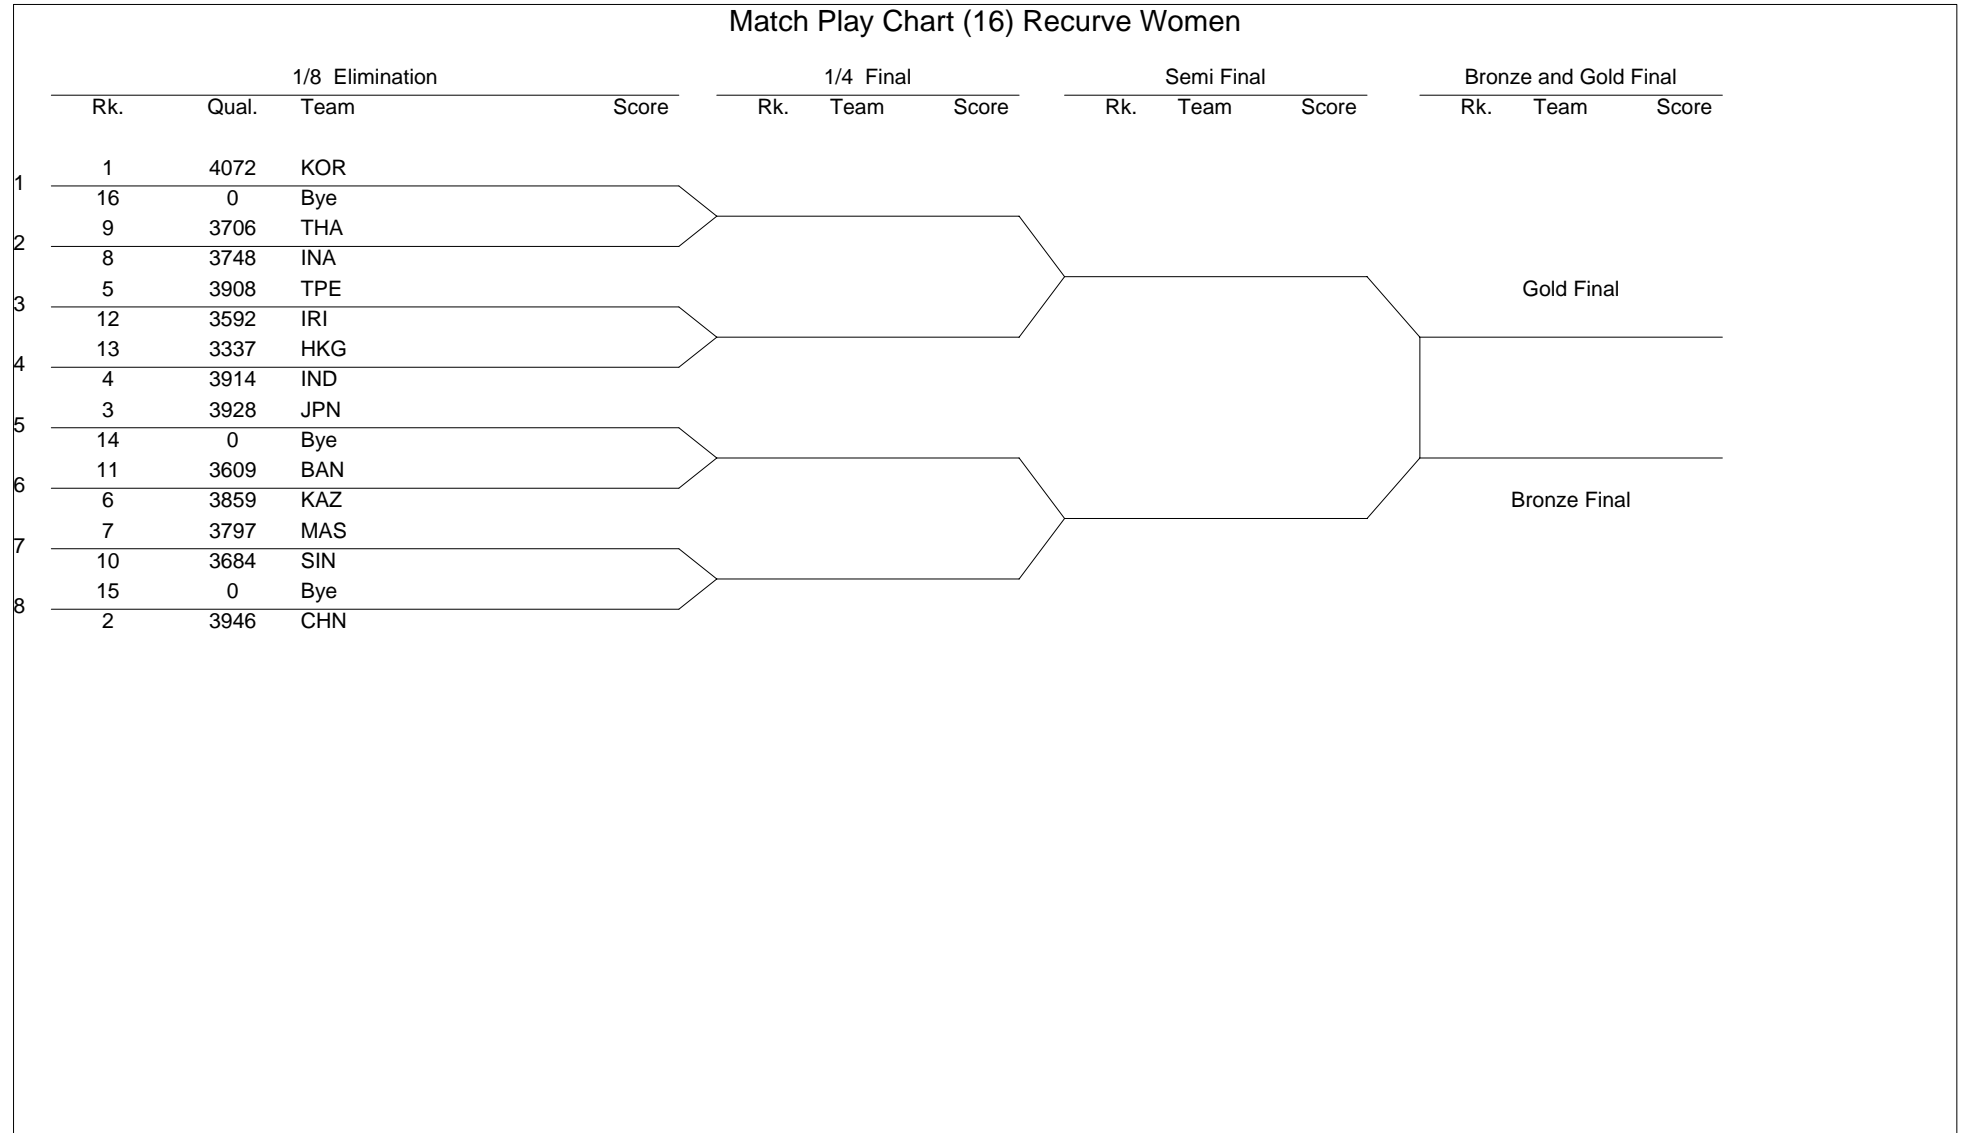 Match Play Chart (16) Recurve Women
1/8 Elimination 1/4 Final Semi Final Bronze and Gold Final
Rk. Qual. Team Score Rk. Team Score Rk. Team Score Rk. Team Score
1 4072 KOR
1
16 0 Bye
9 3706 THA
2
8 3748 INA
5 3908 TPE Gold Final
3
12 3592 IRI
13 3337 HKG
4
4 3914 IND
3 3928 JPN
5
14 0 Bye
11 3609 BAN
6
6 3859 KAZ Bronze Final
7 3797 MAS
7
10 3684 SIN
15 0 Bye
8
2 3946 CHN